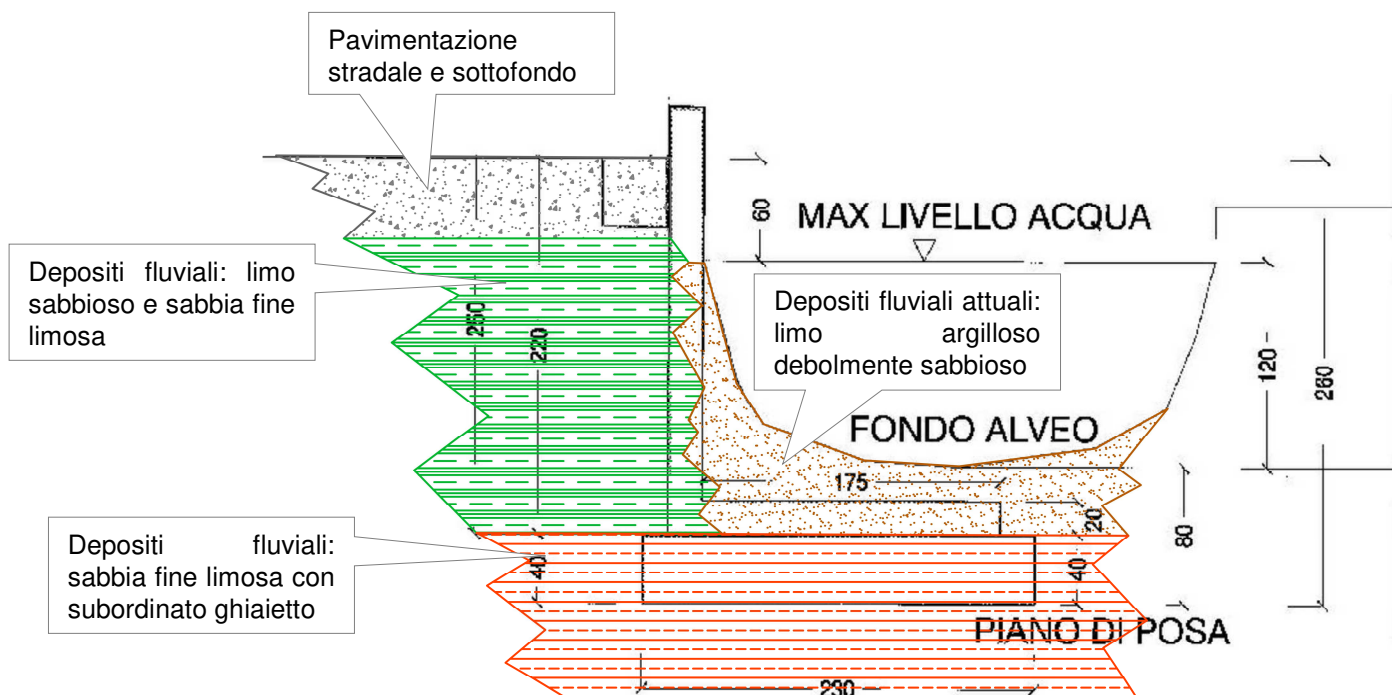 Pavimentazione
stradale e sottofondo
60
MAX LIVELLO ACQUA
Depositi fluviali: limo
sabbioso e sabbia fine
limosa
Depositi fluviali attuali:
limo argilloso
debolmente sabbioso
220
120
260
FONDO ALVEO
175
20
80
Depositi fluviali:
sabbia fine limosa con
subordinato ghiaietto
40
40
PIANO DI POSA
230